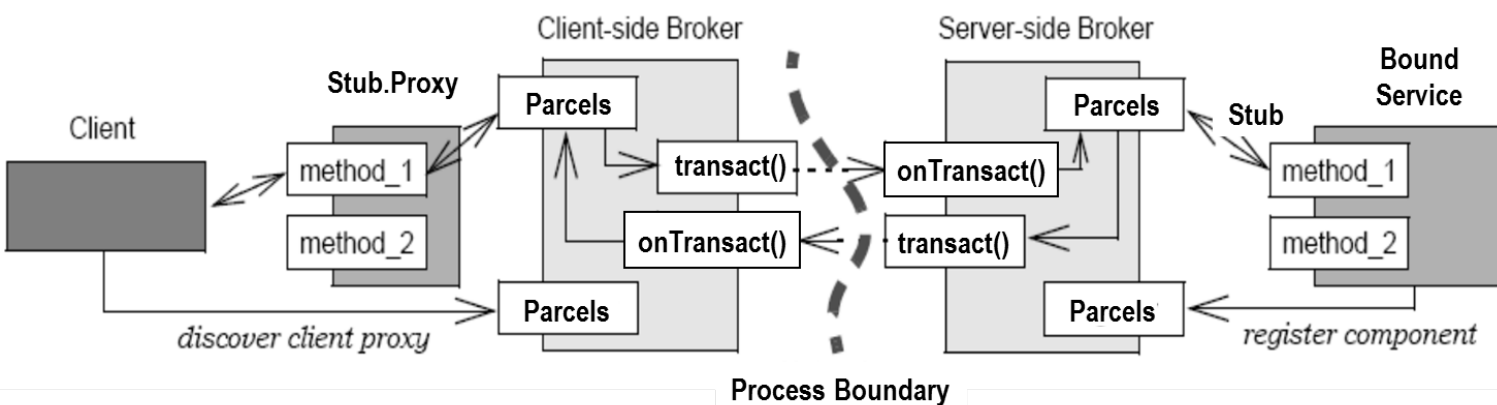 Client-side Broker
Server-side Broker
Bound
Service
Stub.Proxy
Parcels
Parcels
Stub
Client
method_1
transact()
onTransact()
method_1
method_2
onTransact()
transact()
method_2
Parcels
Parcels
discover client proxy
register component
Process Boundary